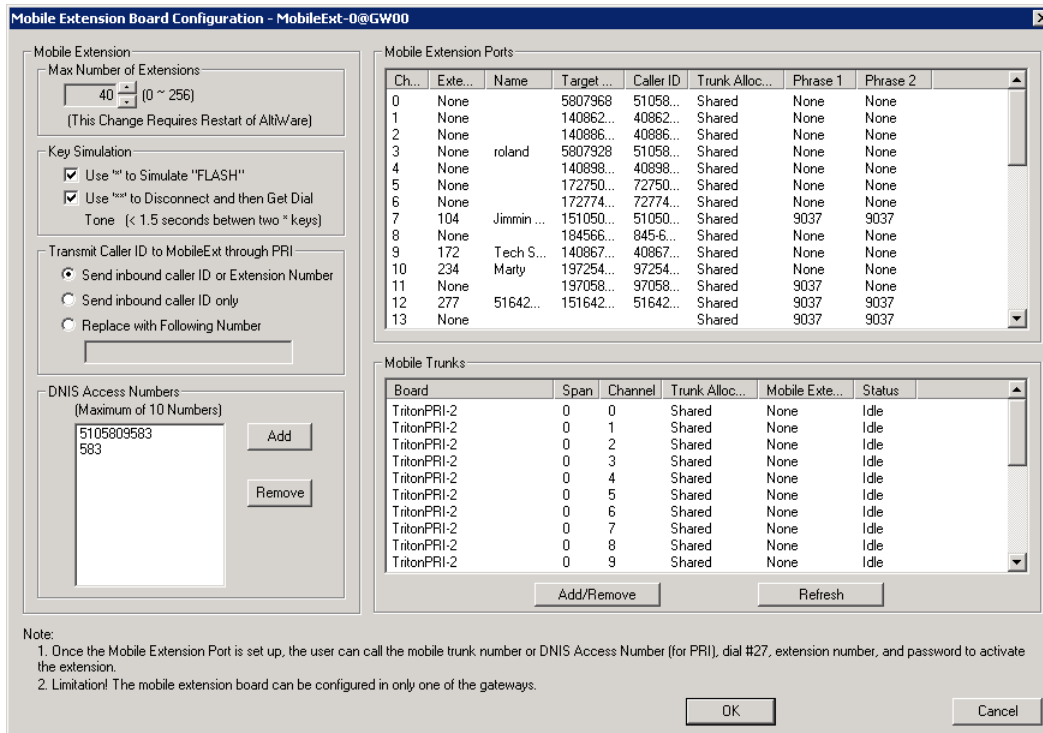 Mobile Extension Board Configuration - MobileExt-0@GW00
Mobile Extension
Max Number of Extensions
40 (0 ~ 256)
(This Change Requires Restart of AltiWare)
Key Simulation
Use '*' to Simulate "FLASH"
Use '**' to Disconnect and then Get Dial
Tone (< 1.5 seconds betwen two * keys)
Transmit Caller ID to MobileExt through PRI
Send inbound caller ID or Extension Number
Send inbound caller ID only
Replace with Following Number
DNIS Access Numbers
(Maximum of 10 Numbers)
5105809583
583
Add
Remove
Mobile Extension Ports
Ch... Exte... Name Target ... Caller ID Trunk Alloc... Phrase 1 Phrase 2
0 None 5807968 51058... Shared None None
1 None 140862... 40862... Shared None None
2 None 140886... 40886... Shared None None
3 None roland 5807928 51058... Shared None None
4 None 140898... 40898... Shared None None
5 None 172750... 72750... Shared None None
6 None 172774... 72774... Shared None None
7 104 Jimmin ... 151050... 51050... Shared 9037 9037
8 None 184566... 845-6... Shared None None
9 172 Tech S... 140867... 40867... Shared None None
10 234 Marty 197254... 97254... Shared None None
11 None 197058... 97058... Shared 9037 None
12 277 51642... 151642... 51642... Shared 9037 9037
13 None Shared 9037 9037
Mobile Trunks
Board Span Channel Trunk Alloc... Mobile Exte... Status
TritonPRI-2 0 0 Shared None Idle
TritonPRI-2 0 1 Shared None Idle
TritonPRI-2 0 2 Shared None Idle
TritonPRI-2 0 3 Shared None Idle
TritonPRI-2 0 4 Shared None Idle
TritonPRI-2 0 5 Shared None Idle
TritonPRI-2 0 6 Shared None Idle
TritonPRI-2 0 7 Shared None Idle
TritonPRI-2 0 8 Shared None Idle
TritonPRI-2 0 9 Shared None Idle
Add/Remove
Refresh
Note:
1. Once the Mobile Extension Port is set up, the user can call the mobile trunk number or DNIS Access Number (for PRI), dial #27, extension number, and password to activate
the extension.
2. Limitation! The mobile extension board can be configured in only one of the gateways.
OK
Cancel